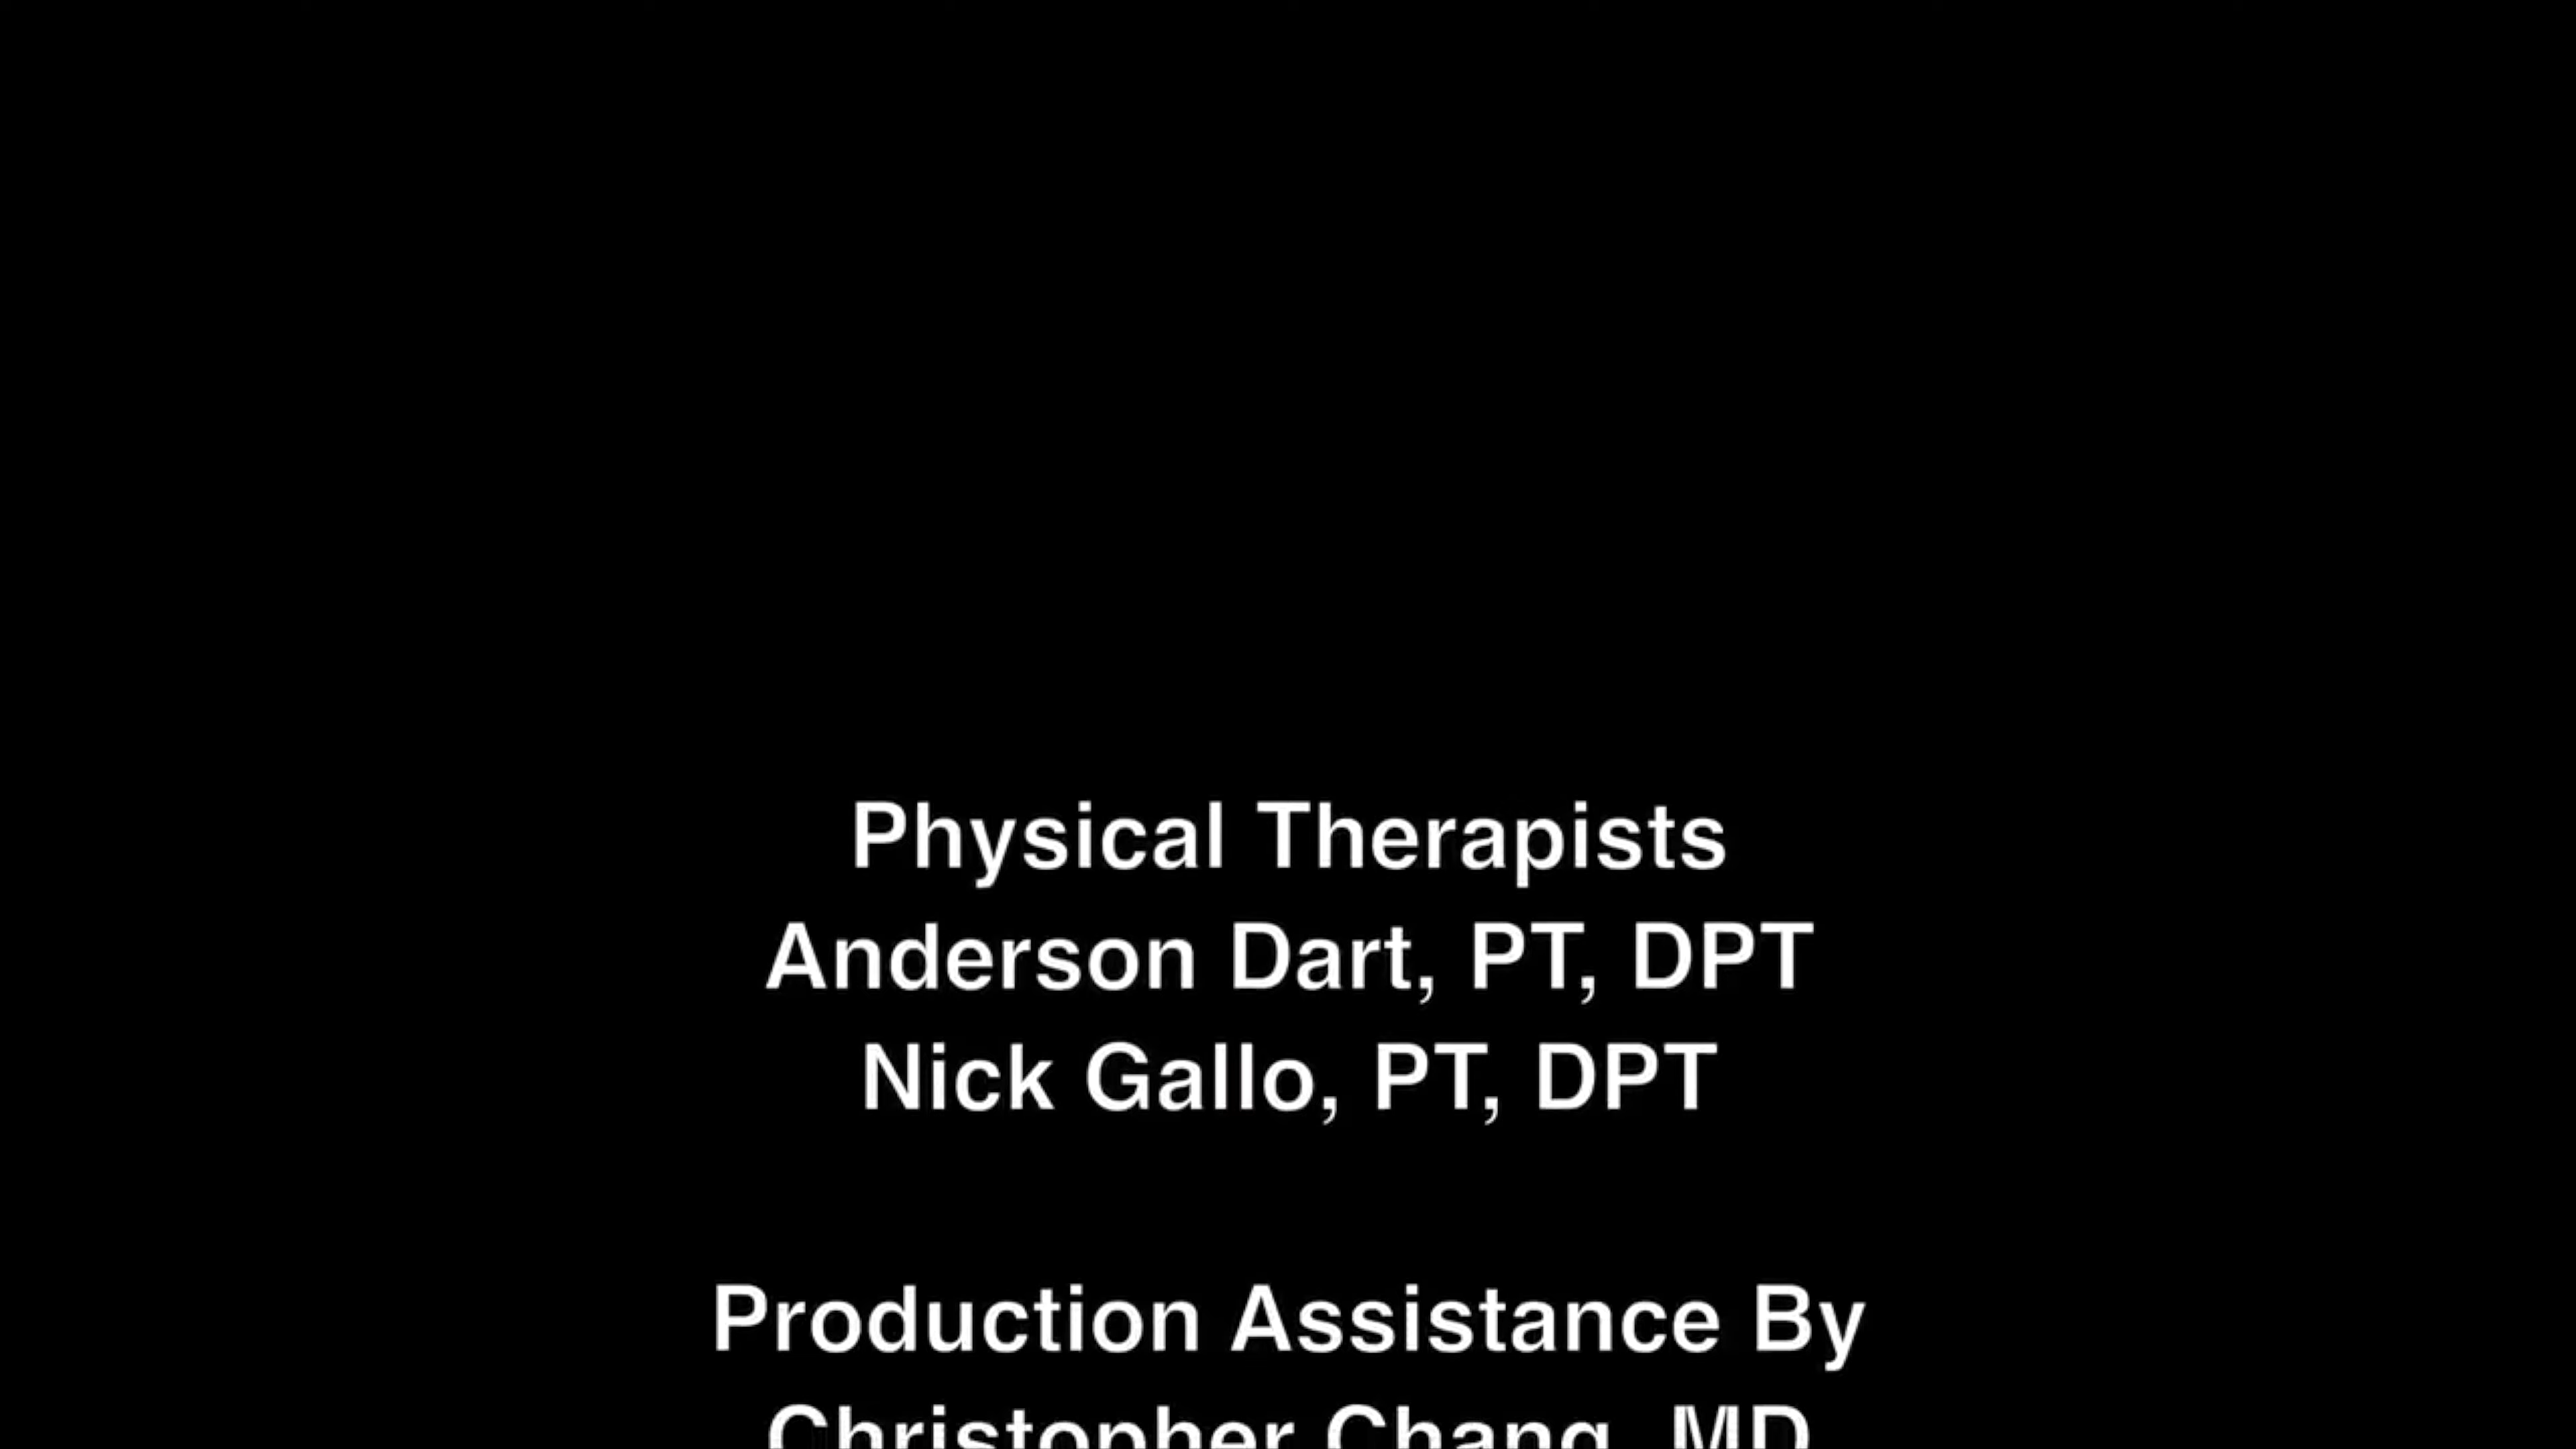 Physical Therapists
Anderson Dart, PT, DPT
Nick Gallo, PT, DPT
Production Assistance By
Christopher Chang, MD